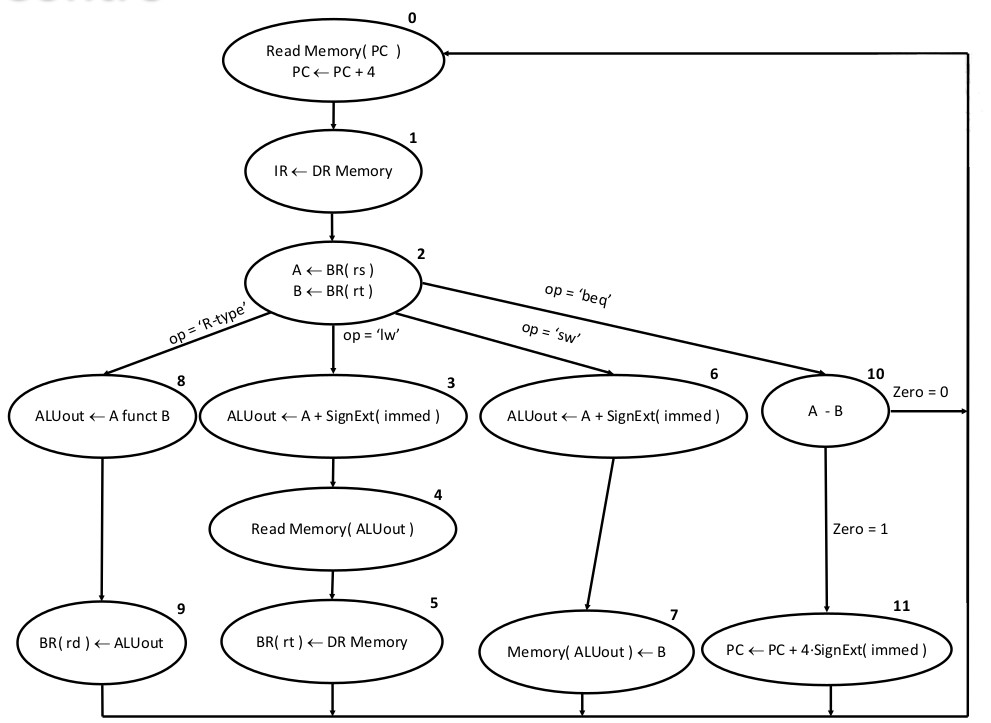 0
Read Memory( PC )
PC ← PC + 4
1
IR ← DR Memory
2
A ← BR( rs )
B ← BR( rt )
op = ‘R-type’
op = ‘lw’
op = ‘sw’
op = ‘beq’
8
ALUout ← A funct B
3
ALUout ← A + SignExt( immed )
6
ALUout ← A + SignExt( immed )
10
A - B
Zero = 0
4
Read Memory( ALUout )
Zero = 1
9
BR( rd ) ← ALUout
5
BR( rt ) ← DR Memory
7
Memory( ALUout ) ← B
11
PC ← PC + 4·SignExt( immed )